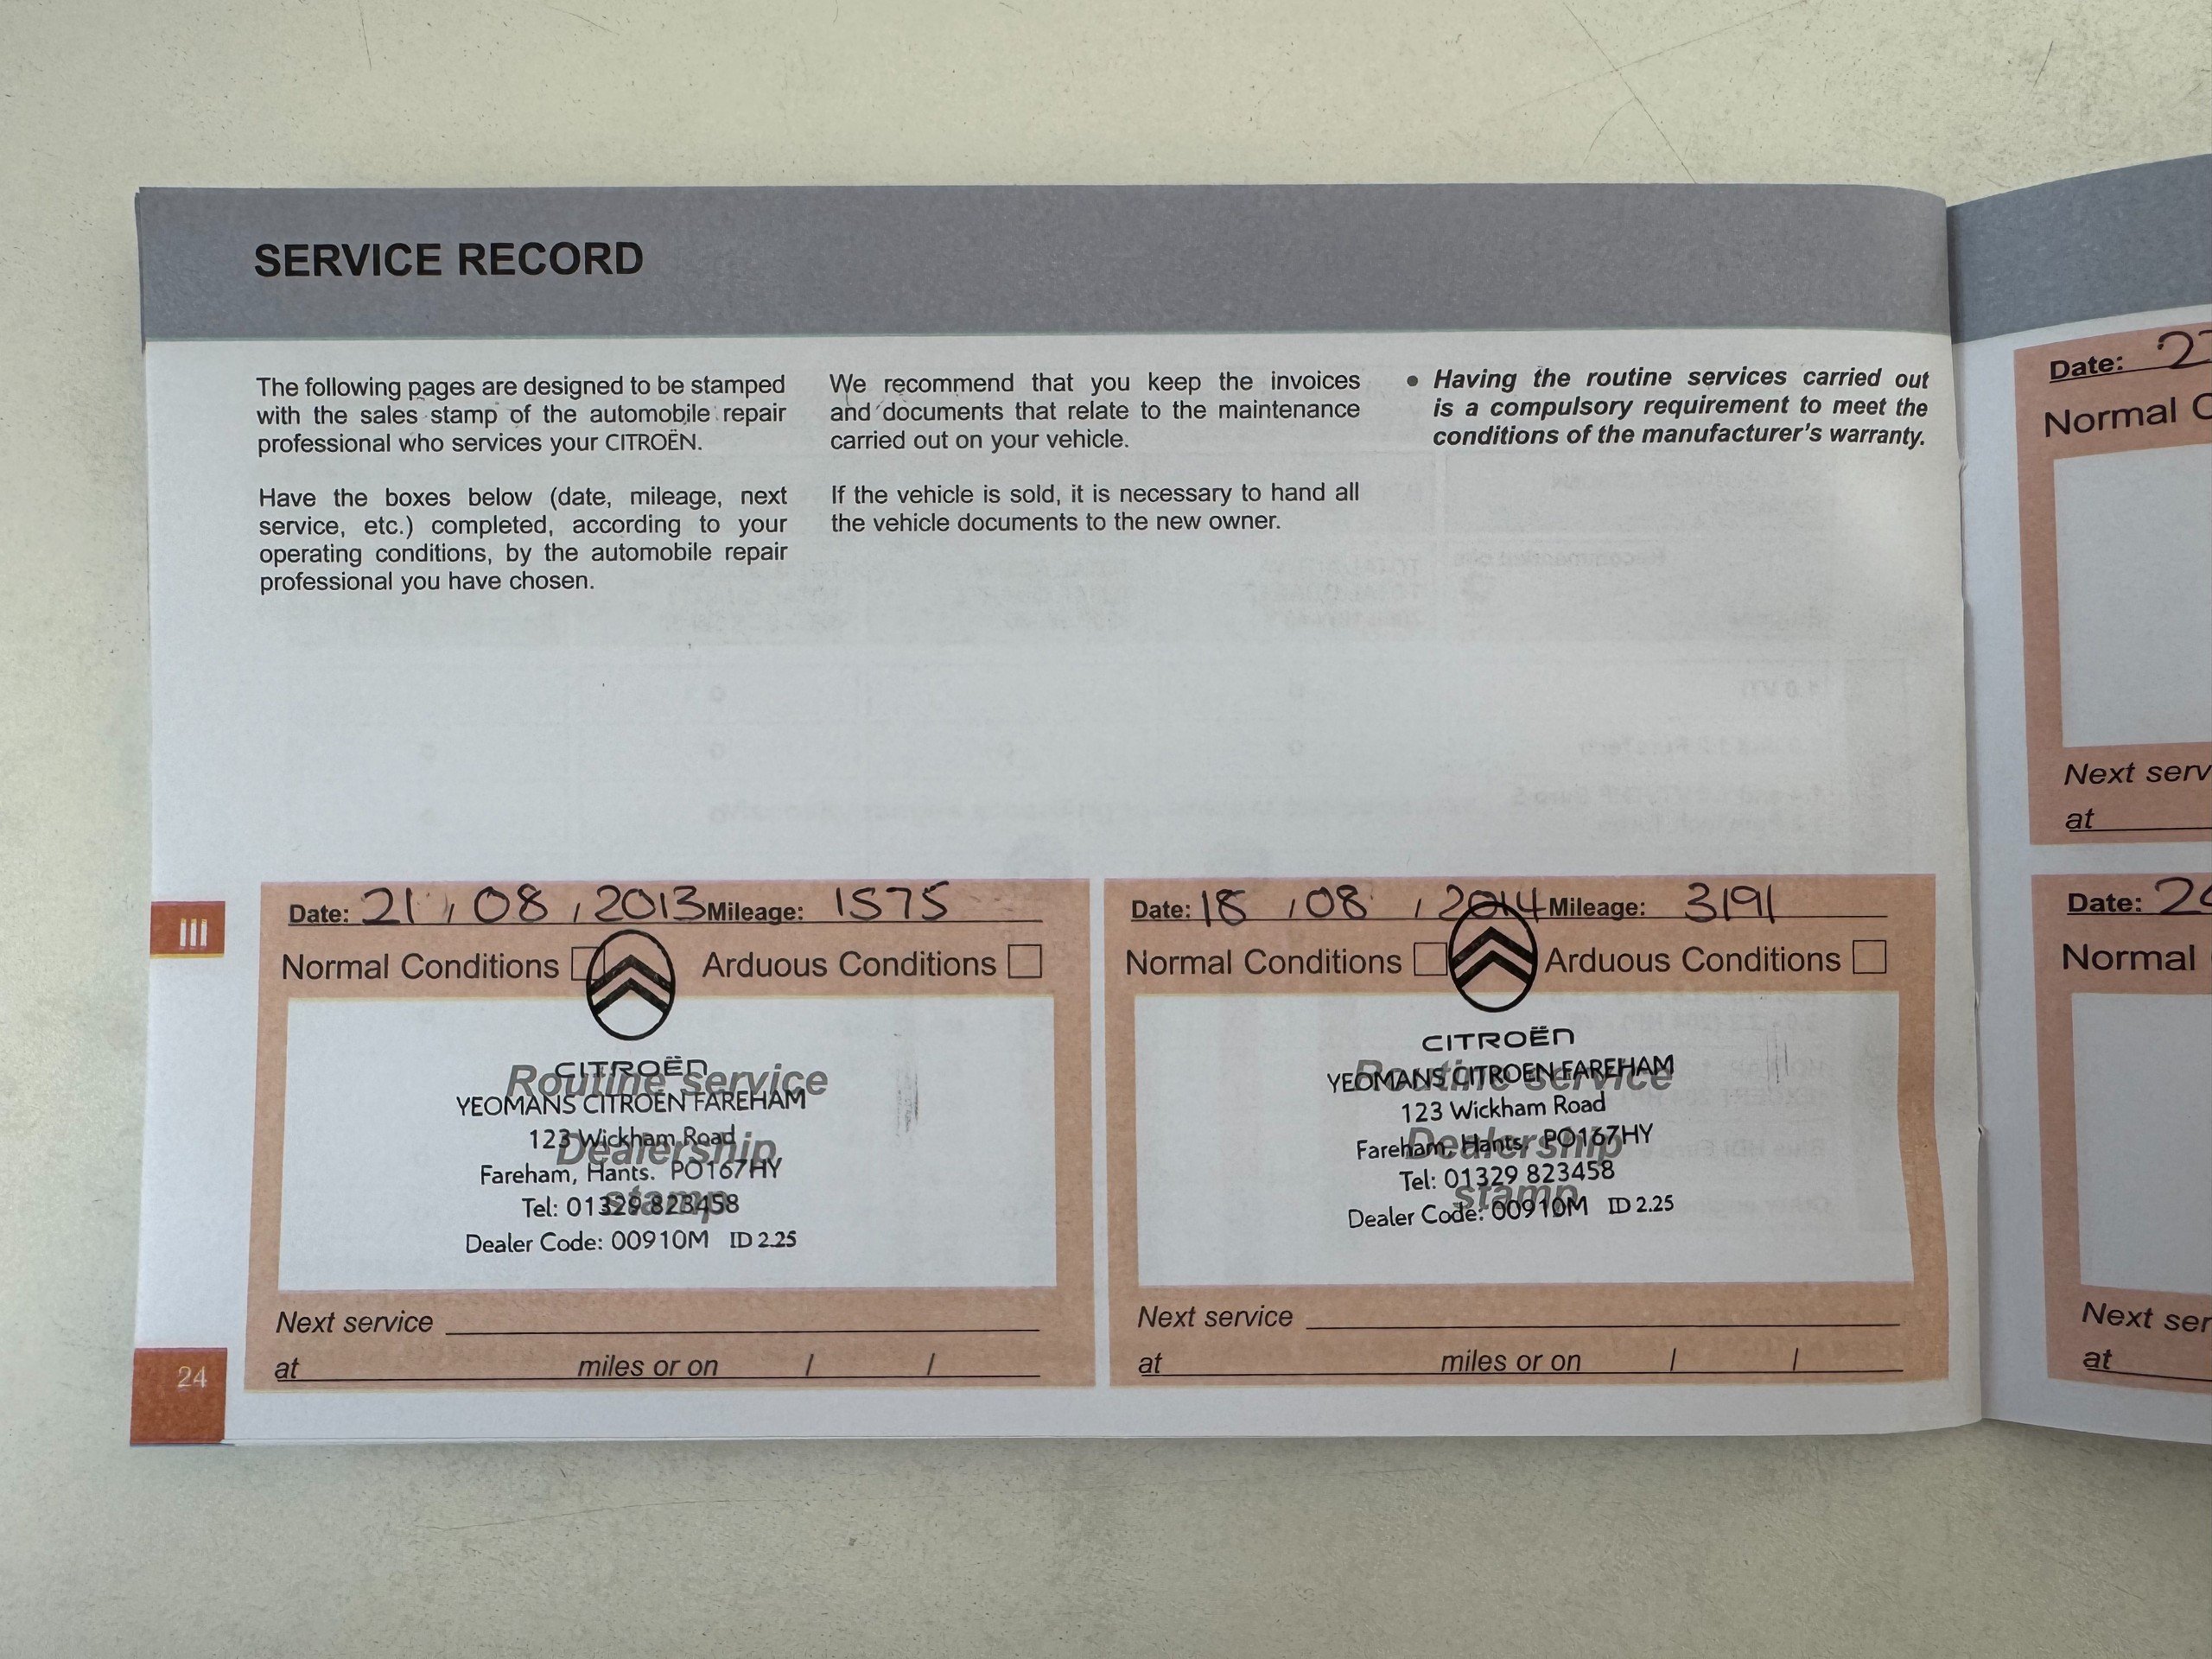 SERVICE RECORD
The following pages are designed to be stamped
with the sales stamp of the automobile repair
professional who services your CITROËN.
Have the boxes below (date, mileage, next
service, etc.) completed, according to your
operating conditions, by the automobile repair
professional you have chosen.
We recommend that you keep the invoices
and documents that relate to the maintenance
carried out on your vehicle.
If the vehicle is sold, it is necessary to hand all
the vehicle documents to the new owner.
• Having the routine services carried out
is a compulsory requirement to meet the
conditions of the manufacturer's warranty.
III
Date: 21 / 08 / 2013 Mileage: 1575
Normal Conditions Arduous Conditions
Routine service
Dealership
stamp
CITROËN
YEOMANS CITROEN FAREHAM
123 Wickham Road
Fareham, Hants. PO167HY
Tel: 01329 823458
Dealer Code: 00910M ID 2.25
Next service
at miles or on / /
Date: 18 / 08 / 2014 Mileage: 3191
Normal Conditions Arduous Conditions
Routine service
Dealership
stamp
CITROËN
YEOMANS CITROEN FAREHAM
123 Wickham Road
Fareham, Hants. PO167HY
Tel: 01329 823458
Dealer Code: 00910M ID 2.25
Next service
at miles or on / /
24
Date:
Normal
Next
at
Date:
Normal
Next
at